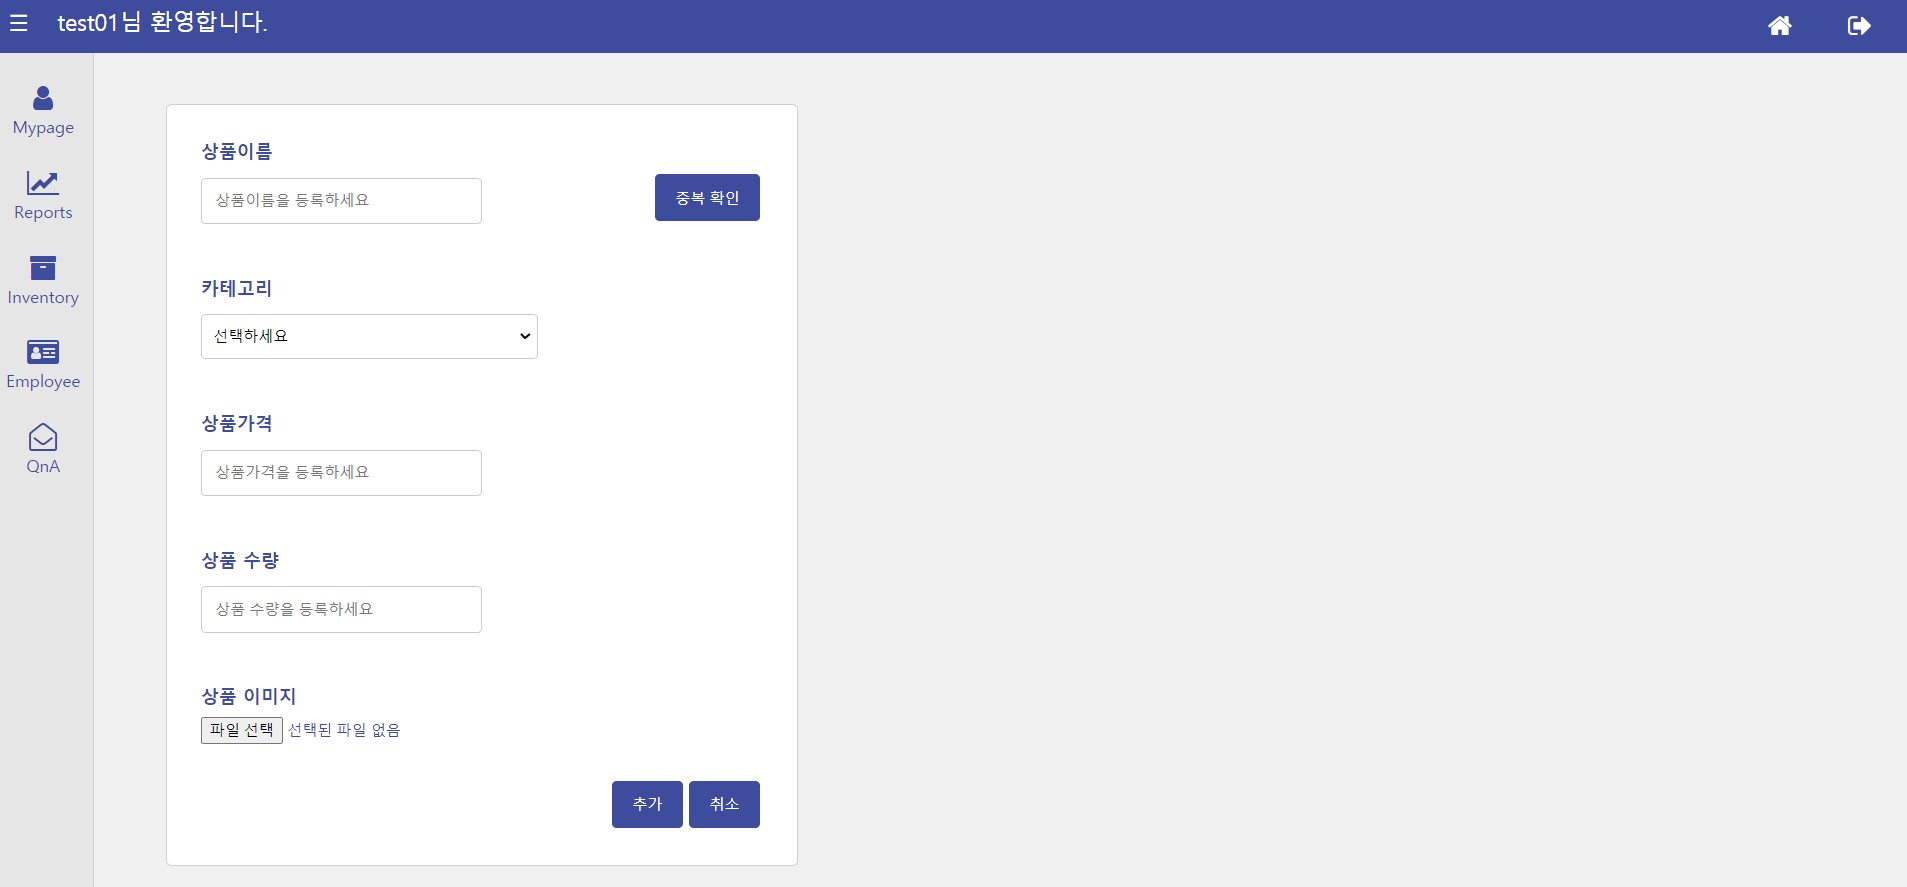 test01님 환영합니다.
Mypage
Reports
Inventory
Employee
QnA
상품이름
상품이름을 등록하세요
중복 확인
카테고리
선택하세요
상품가격
상품가격을 등록하세요
상품 수량
상품 수량을 등록하세요
상품 이미지
파일 선택 선택된 파일 없음
추가 취소